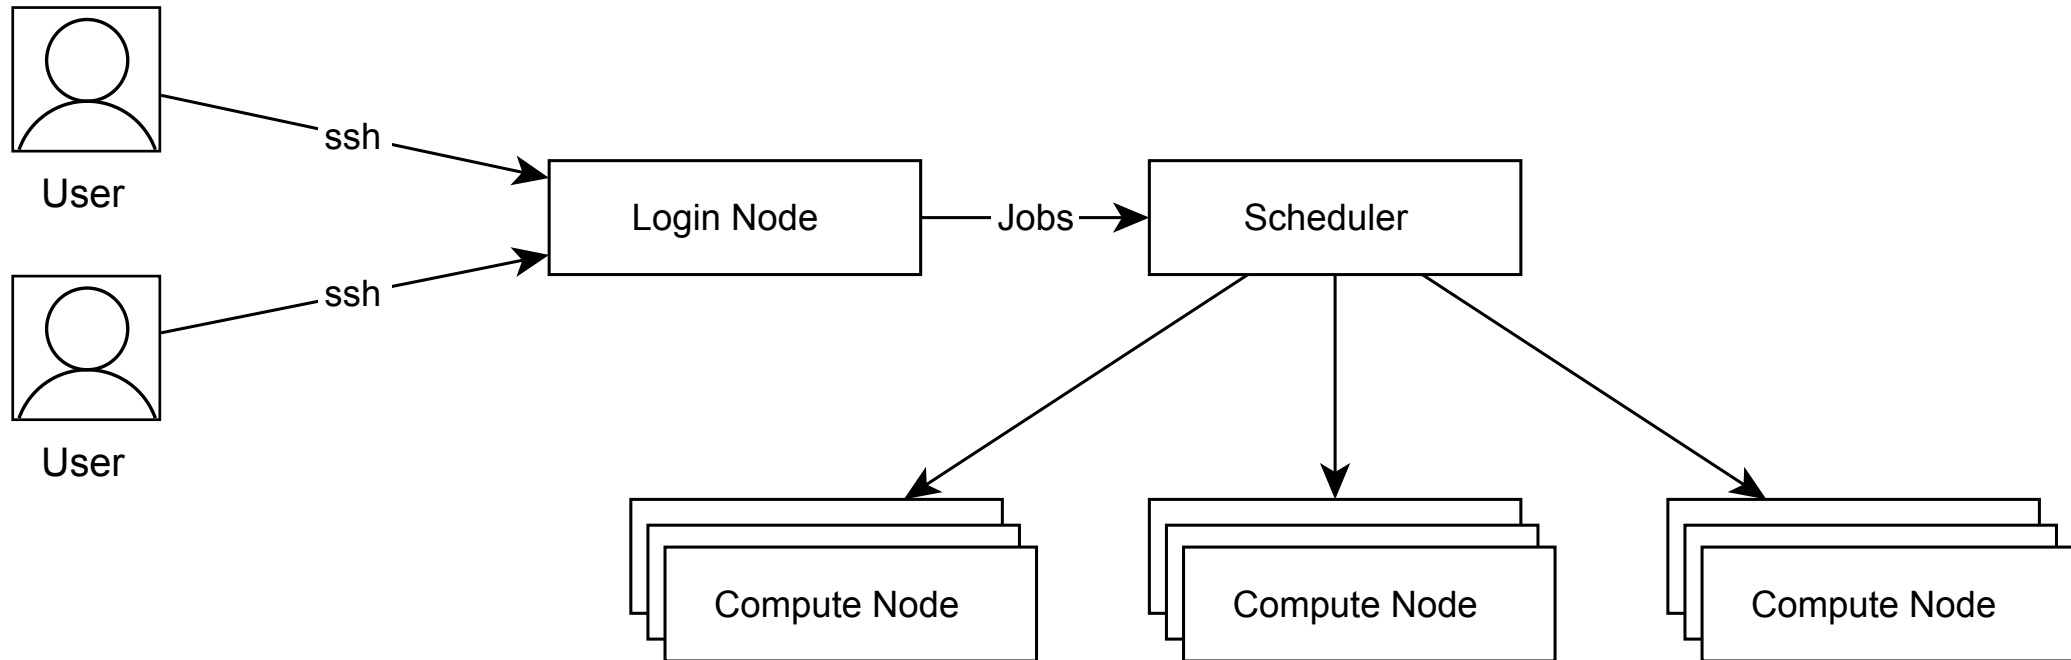 User
ssh
Login Node
Jobs
Scheduler
ssh
User
Compute Node
Compute Node
Compute Node